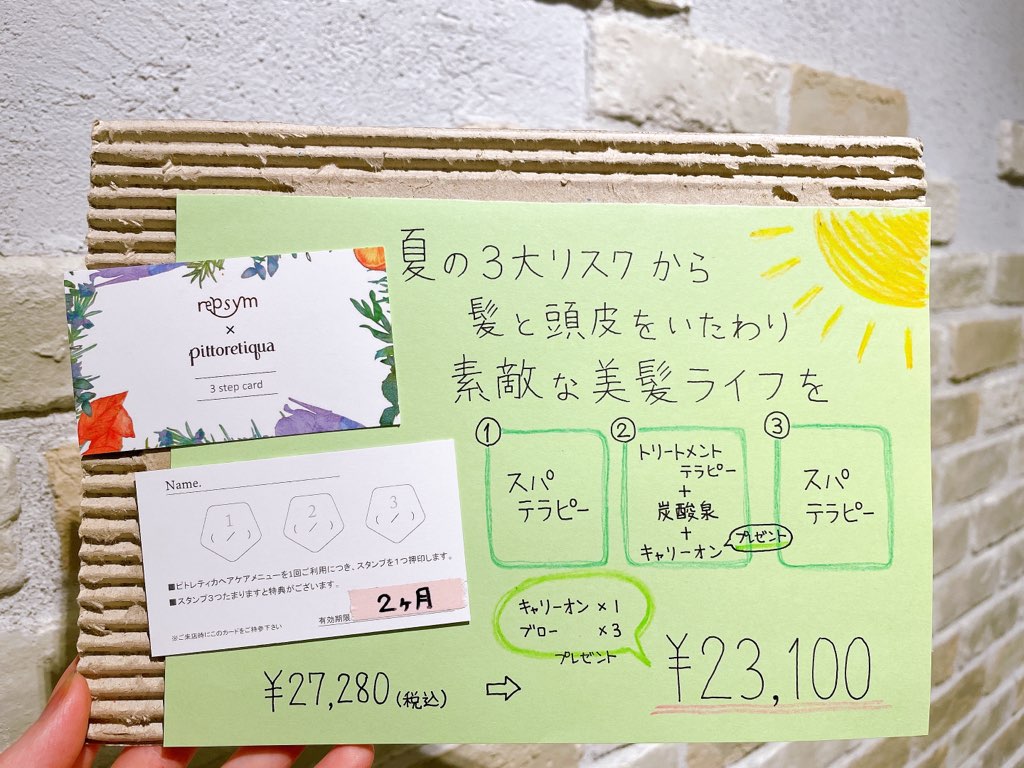 夏の3大リスクから
髪と頭皮をいたわり
素敵な美髪ライフを
repsym
×
pittoretiqua
3 step card
Name.
1
(／)
2
(／)
3
(／)
■ピトレティカヘアケアメニューを1回ご利用につき、スタンプを1つ押印します。
■スタンプ3つたまりますと特典がございます。
※ご来店時にこのカードをご持参下さい
有効期限
2ヶ月
①
スパ
テラピー
②
トリートメント
テラピー
+
炭酸泉
+
キャリーオン
プレゼント
③
スパ
テラピー
キャリーオン ×1
ブロー ×3
プレゼント
¥27,280(税込)
⇨
¥23,100